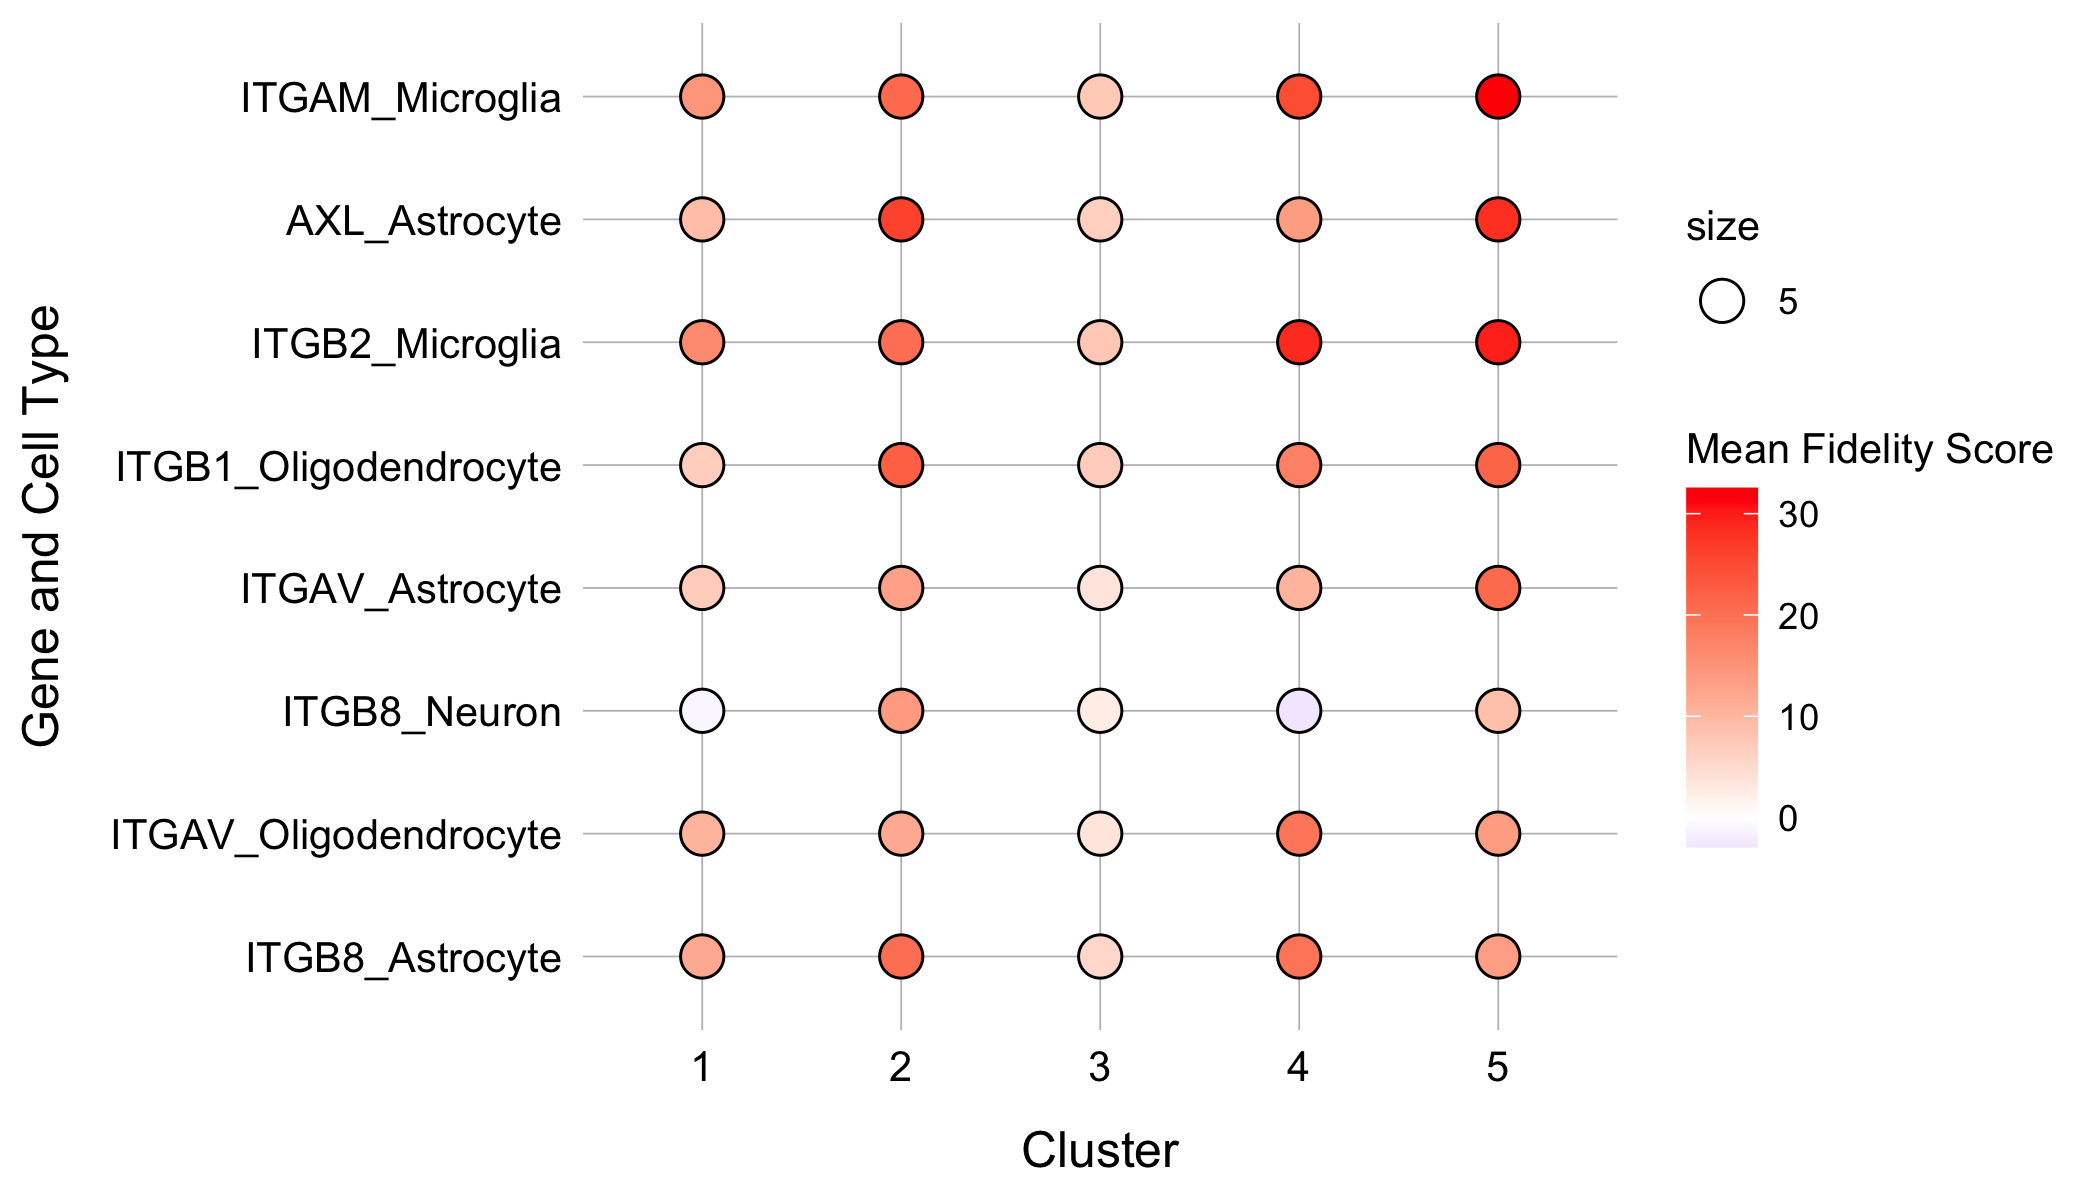 Gene and Cell Type
ITGAM_Microglia
AXL_Astrocyte
ITGB2_Microglia
ITGB1_Oligodendrocyte
ITGAV_Astrocyte
ITGB8_Neuron
ITGAV_Oligodendrocyte
ITGB8_Astrocyte
1 2 3 4 5
Cluster
size
5
Mean Fidelity Score
30
20
10
0